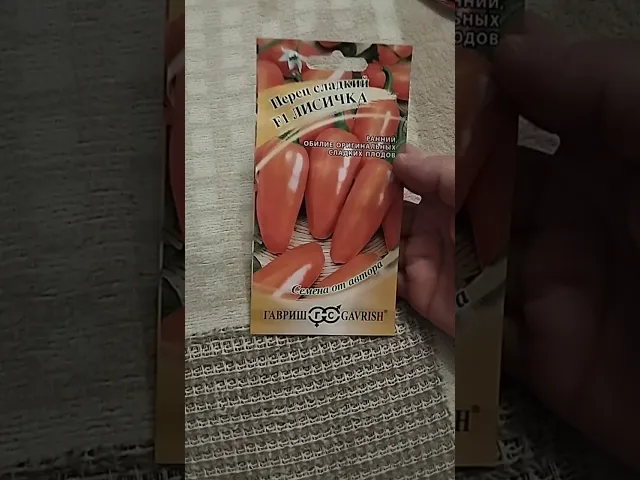 Перец сладкий
F1 ЛИСИЧКА
РАННИЙ
ОБИЛИЕ ОРИГИНАЛЬНЫХ
СЛАДКИХ ПЛОДОВ
Семена от автора
ГАВРИШ GAVRISH®